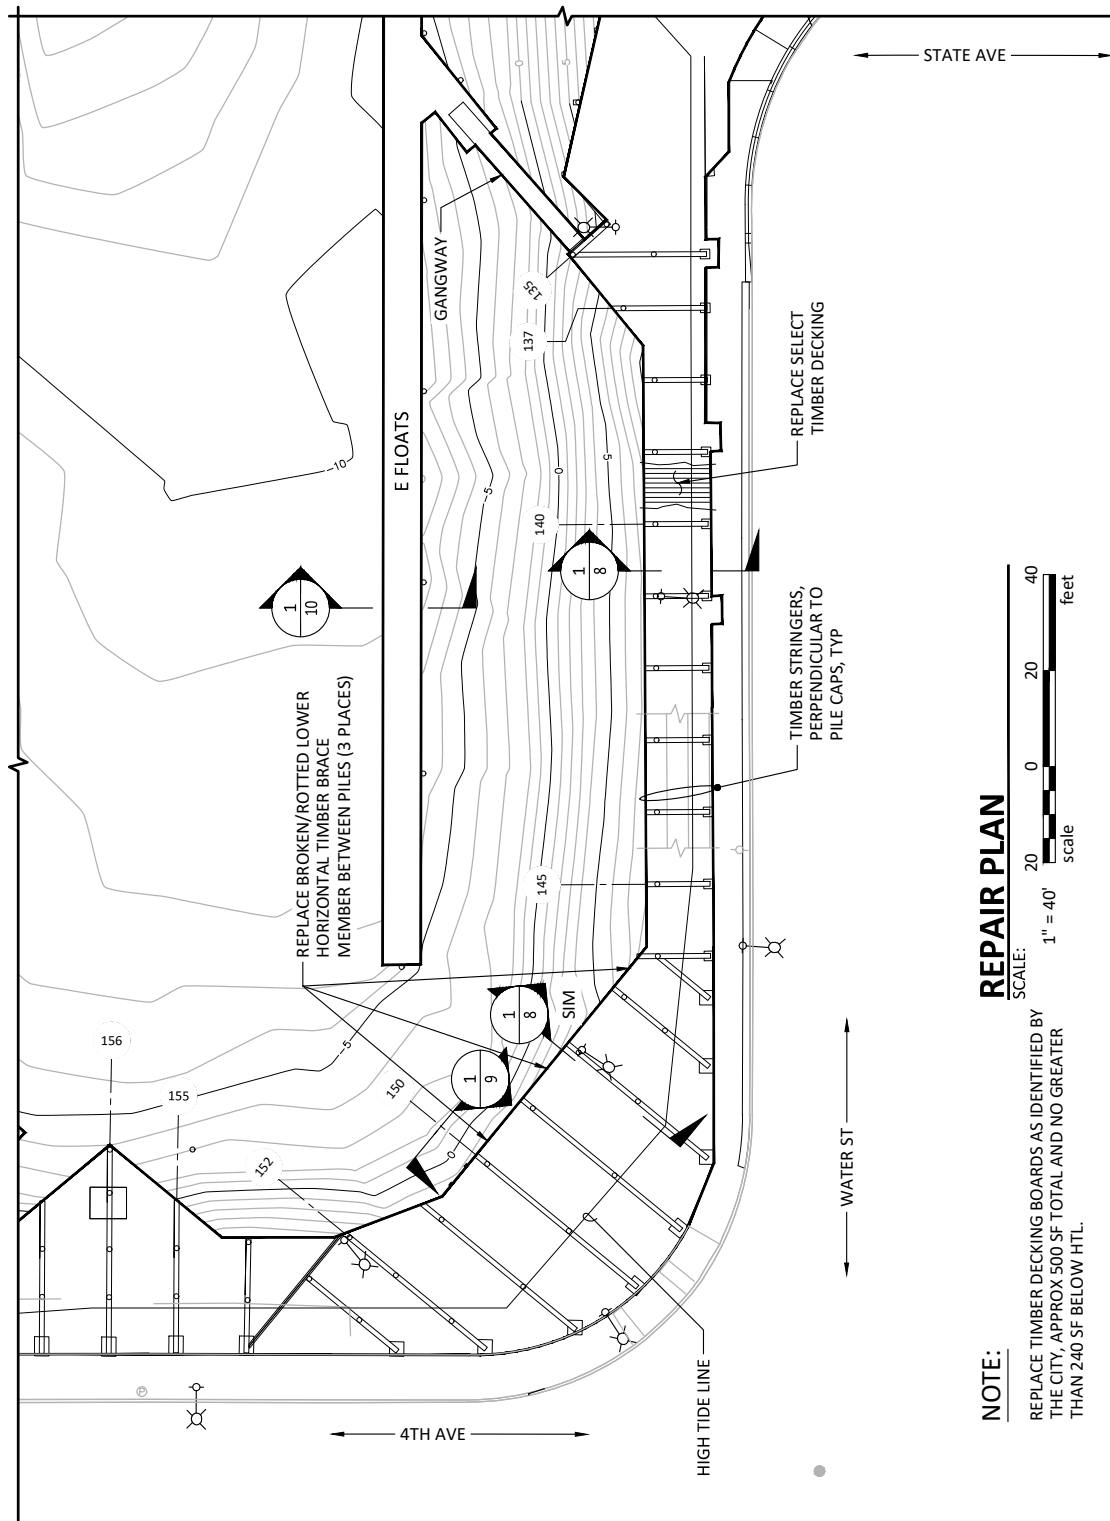 STATE AVE
0
5
GANGWAY
135
137
REPLACE SELECT
TIMBER DECKING
E FLOATS
-10
-5
0
5
140
1
10
1
8
REPLACE BROKEN/ROTTED LOWER
HORIZONTAL TIMBER BRACE
MEMBER BETWEEN PILES (3 PLACES)
TIMBER STRINGERS,
PERPENDICULAR TO
PILE CAPS, TYP
145
1
8
SIM
1
9
-5
0
156
155
150
152
P
WATER ST
HIGH TIDE LINE
4TH AVE
REPAIR PLAN
SCALE:
1" = 40'
20 0 20 40
scale feet
NOTE:
REPLACE TIMBER DECKING BOARDS AS IDENTIFIED BY
THE CITY, APPROX 500 SF TOTAL AND NO GREATER
THAN 240 SF BELOW HTL.